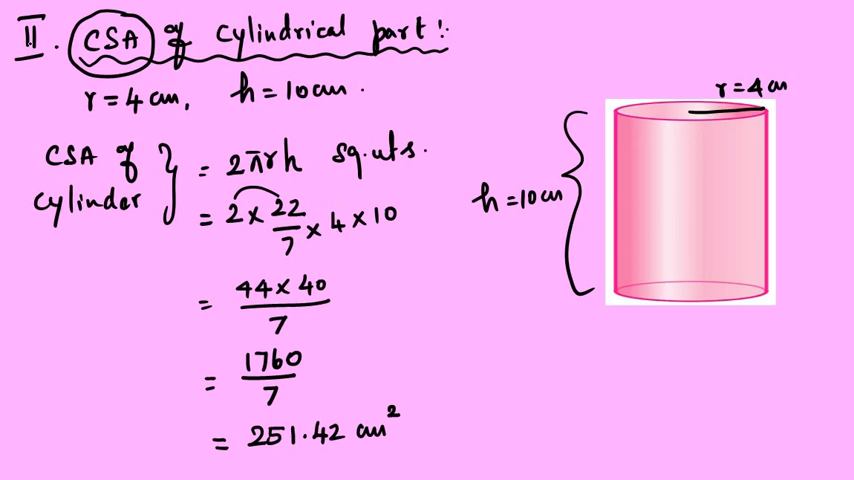 II. CSA of Cylindrical part:
r = 4 cm, h = 10 cm.
CSA of cylinder } = 2πrh sq.uts.
= 2 × 22/7 × 4 × 10
= 44 × 40 / 7
= 1760/7
= 251.42 cm²
r = 4 cm
h = 10 cm